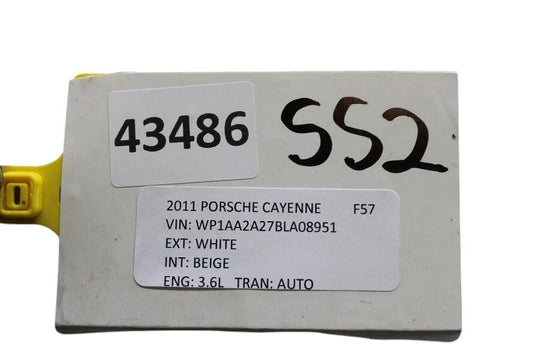 43486
SS2
2011 PORSCHE CAYENNE F57
VIN: WP1AA2A27BLA08951
EXT: WHITE
INT: BEIGE
ENG: 3.6L TRAN: AUTO